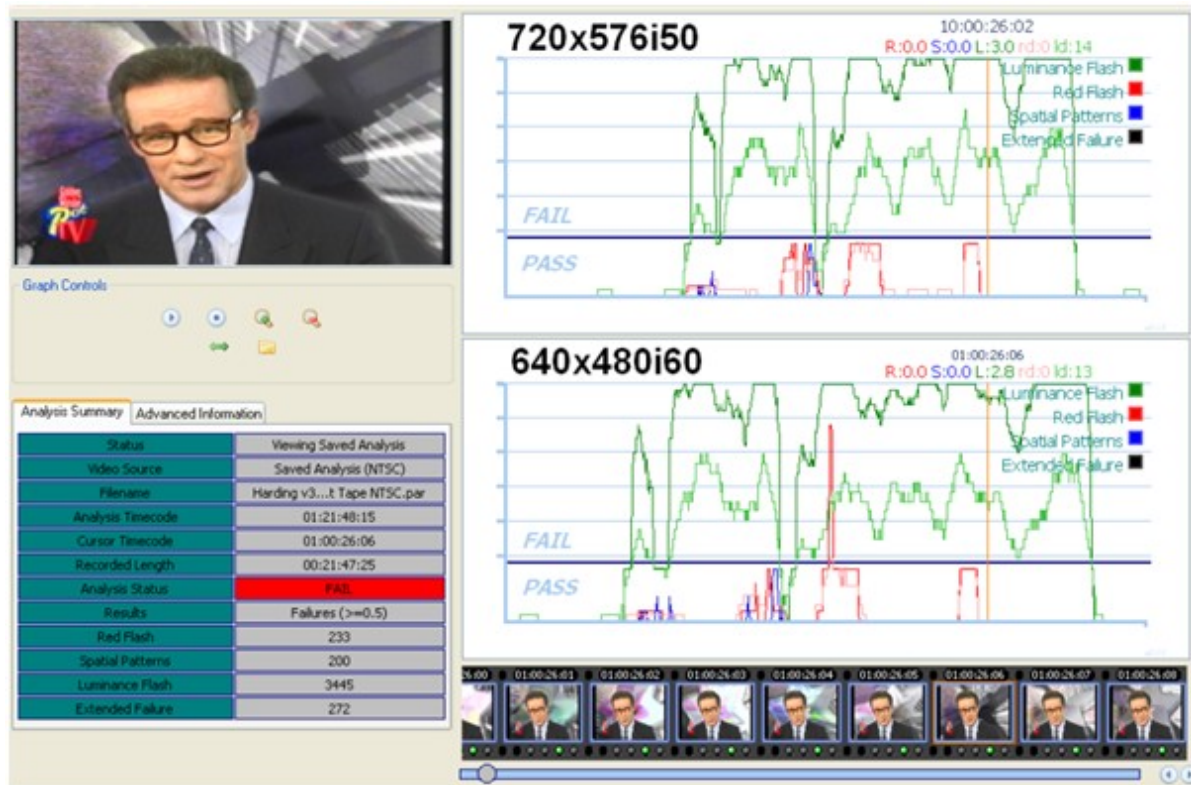 TV
Graph Controls
Analysis Summary
Advanced Information
Status Viewing Saved Analysis
Video Source Saved Analysis (NTSC)
Filename Harding v3...t Tape NTSC.par
Analysis Timecode 01:21:48:15
Cursor Timecode 01:00:26:06
Recorded Length 00:21:47:25
Analysis Status FAIL
Results Failures (>=0.5)
Red Flash 233
Spatial Patterns 200
Luminance Flash 3445
Extended Failure 272
720x576i50
10:00:26:02
R:0.0 S:0.0 L:3.0 rd:0 ld:14
Luminance Flash
Red Flash
Spatial Patterns
Extended Failure
FAIL
PASS
640x480i60
01:00:26:06
R:0.0 S:0.0 L:2.8 rd:0 ld:13
Luminance Flash
Red Flash
Spatial Patterns
Extended Failure
FAIL
PASS
26:00 01:00:26:01 01:00:26:02 01:00:26:03 01:00:26:04 01:00:26:05 01:00:26:06 01:00:26:07 01:00:26:08